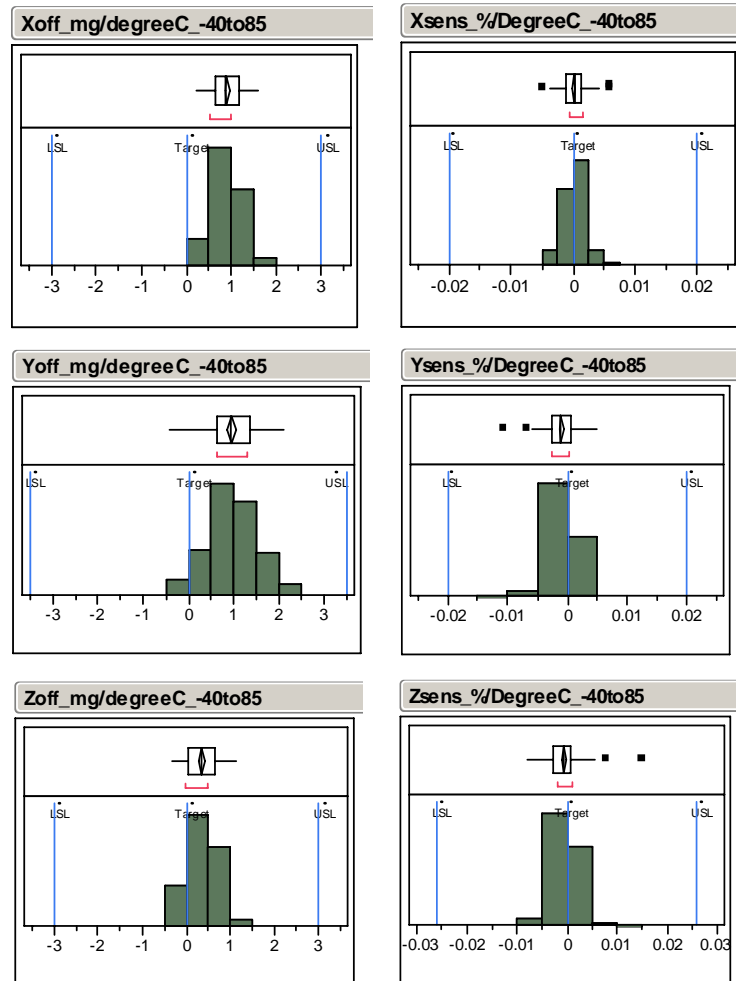 Xoff_mg/degreeC_-40to85
LSL Target USL
-3 -2 -1 0 1 2 3
Xsens_%/DegreeC_-40to85
LSL Target USL
-0.02 -0.01 0 0.01 0.02
Yoff_mg/degreeC_-40to85
LSL Target USL
-3 -2 -1 0 1 2 3
Ysens_%/DegreeC_-40to85
LSL Target USL
-0.02 -0.01 0 0.01 0.02
Zoff_mg/degreeC_-40to85
LSL Target USL
-3 -2 -1 0 1 2 3
Zsens_%/DegreeC_-40to85
LSL Target USL
-0.03 -0.02 -0.01 0 0.01 0.02 0.03